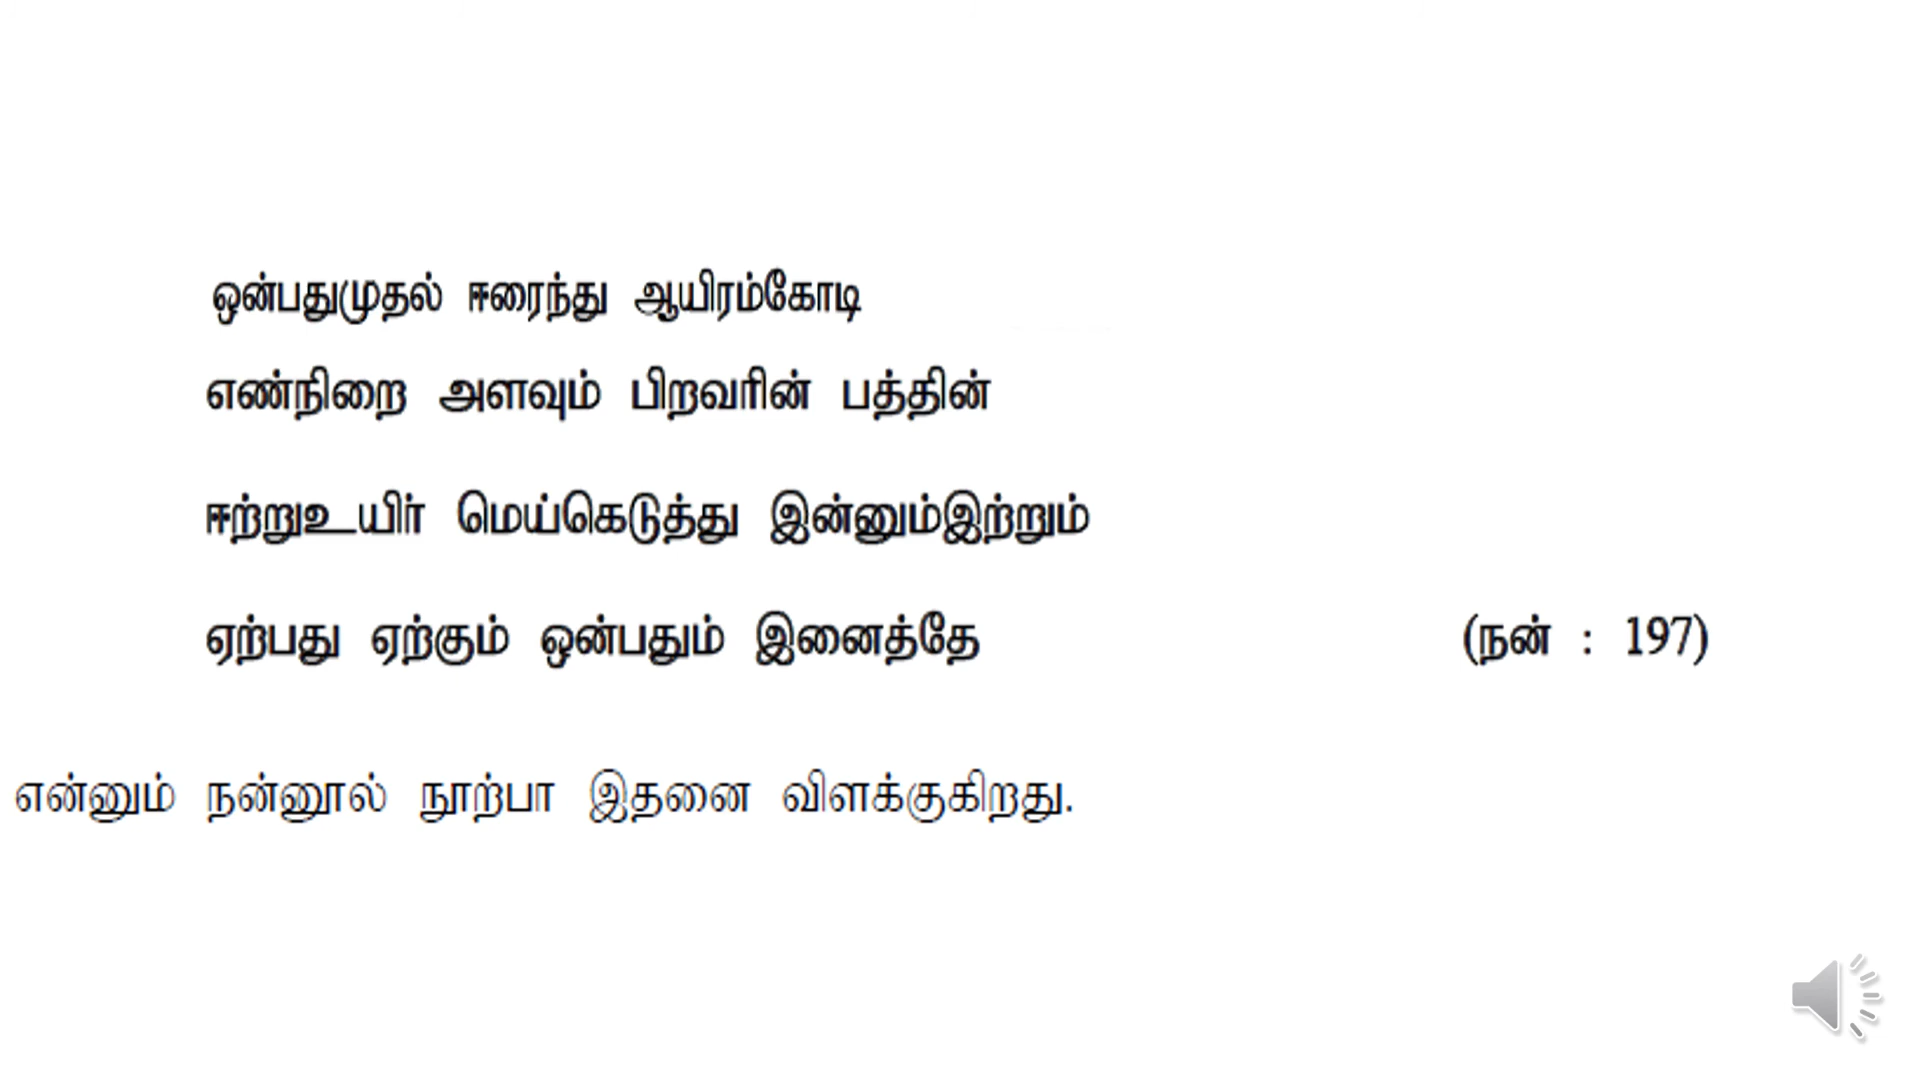 ஒன்பதுமுதல் ஈரைந்து ஆயிரம்கோடி
எண்நிறை அளவும் பிறவரின் பத்தின்
ஈற்றுஉயிர் மெய்கெடுத்து இன்னும்இற்றும்
ஏற்பது ஏற்கும் ஒன்பதும் இனைத்தே (நன் : 197)
என்னும் நன்னூல் நூற்பா இதனை விளக்குகிறது.